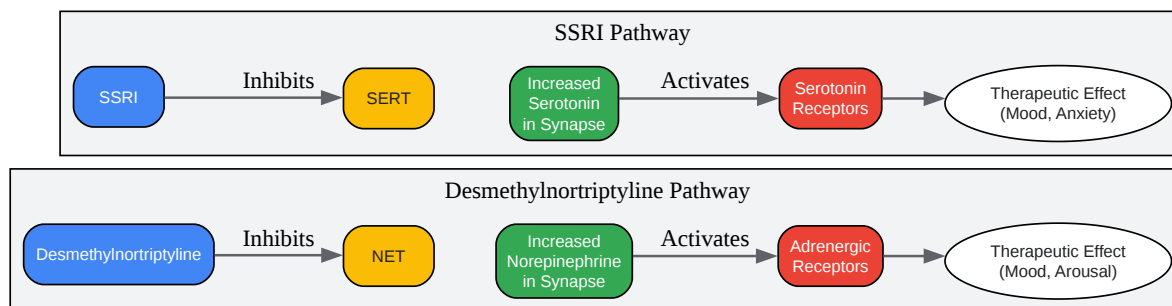 SSRI Pathway
SSRI
Inhibits
SERT
Increased
Serotonin
in Synapse
Activates
Serotonin
Receptors
Therapeutic Effect
(Mood, Anxiety)
Desmethylnortriptyline Pathway
Desmethylnortriptyline
Inhibits
NET
Increased
Norepinephrine
in Synapse
Activates
Adrenergic
Receptors
Therapeutic Effect
(Mood, Arousal)